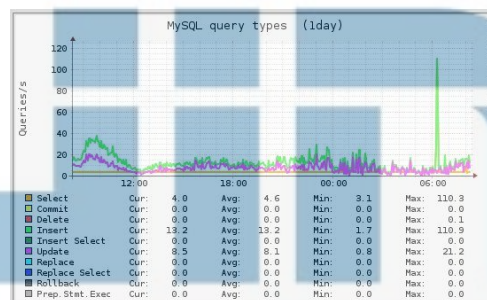 MySQL query types (1day)
Queries/s
120
100
80
60
40
20
0
12:00 18:00 00:00 06:00
Select Cur: 4.0 Avg: 4.6 Min: 3.1 Max: 110.3
Commit Cur: 0.0 Avg: 0.0 Min: 0.0 Max: 0.0
Delete Cur: 0.0 Avg: 0.0 Min: 0.0 Max: 0.1
Insert Cur: 13.2 Avg: 13.2 Min: 1.7 Max: 110.9
Insert Select Cur: 0.0 Avg: 0.0 Min: 0.0 Max: 0.0
Update Cur: 8.5 Avg: 8.1 Min: 0.8 Max: 21.2
Replace Cur: 0.0 Avg: 0.0 Min: 0.0 Max: 0.0
Replace Select Cur: 0.0 Avg: 0.0 Min: 0.0 Max: 0.0
Rollback Cur: 0.0 Avg: 0.0 Min: 0.0 Max: 0.0
Prep.Stmt.Exec Cur: 0.0 Avg: 0.0 Min: 0.0 Max: 0.0